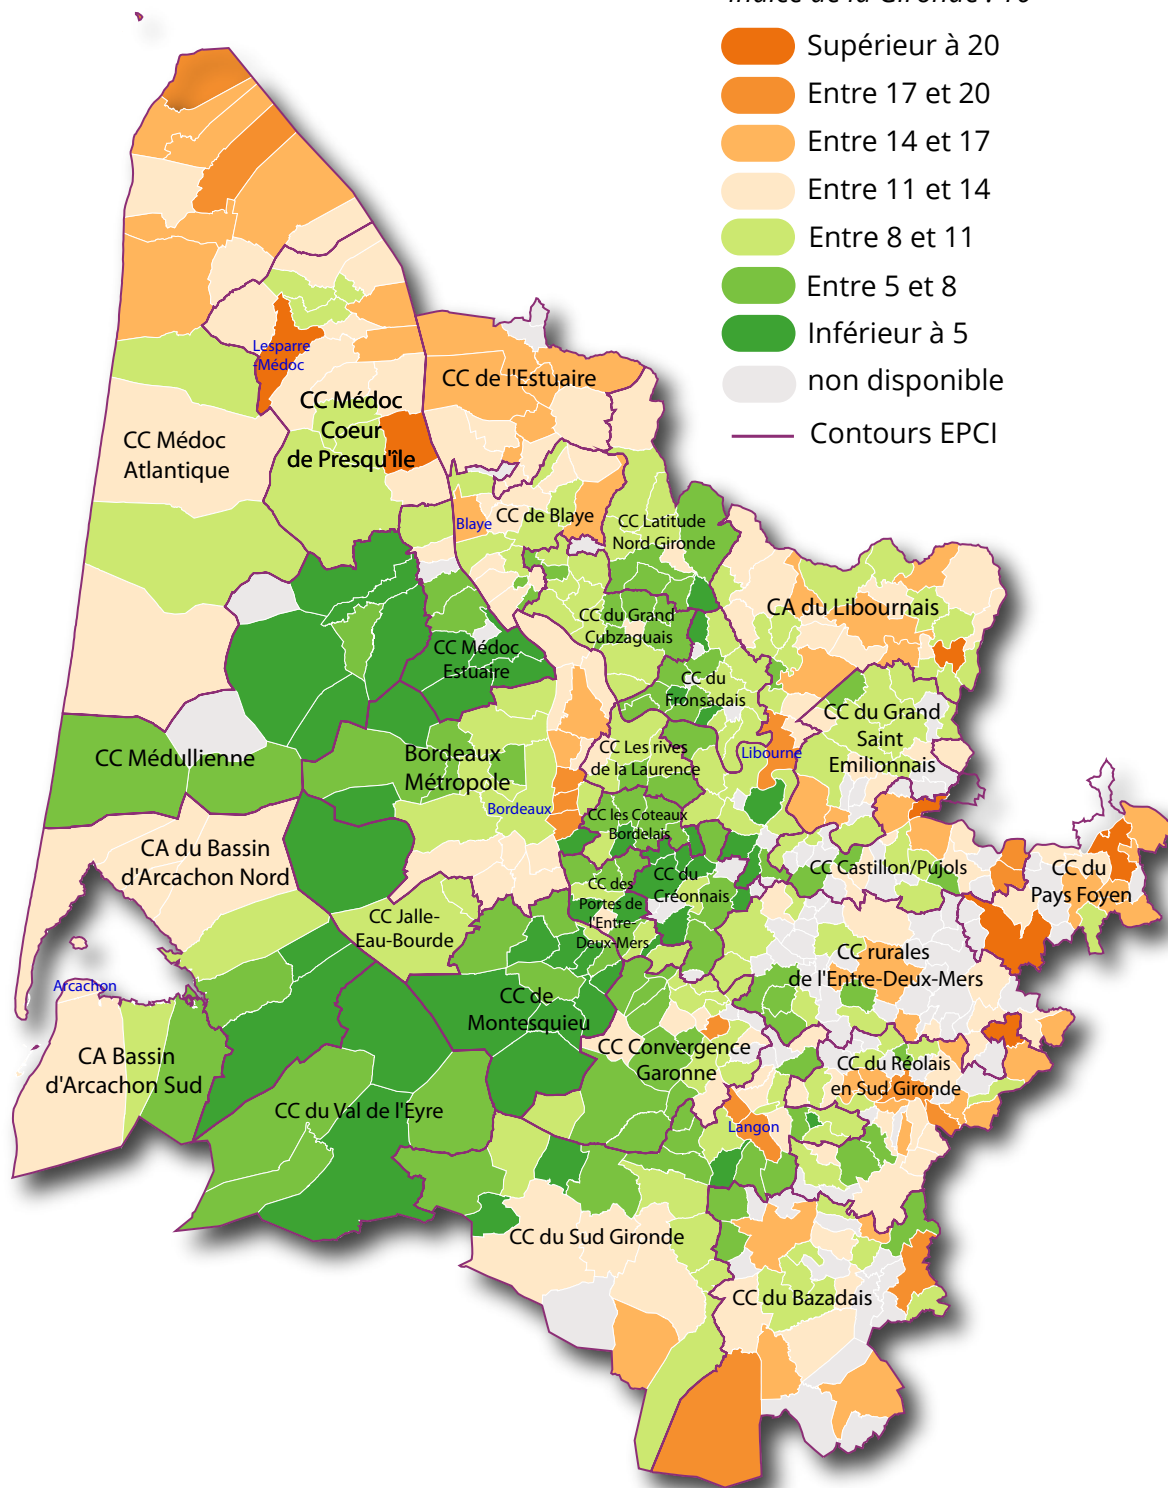 Indice de la Gironde : 10
Supérieur à 20
Entre 17 et 20
Entre 14 et 17
Entre 11 et 14
Entre 8 et 11
Entre 5 et 8
Inférieur à 5
non disponible
Contours EPCI
Lesparre
-Médoc
CC de l'Estuaire
CC Médoc
Coeur
de Presqu'île
CC Médoc
Atlantique
Blaye
CC de Blaye
CC Latitude
Nord Gironde
CA du Libournais
CC du Grand
Cubzaguais
CC Médoc
Estuaire
CC du
Fronsadais
CC du Grand
Saint
Emilionnais
CC Médullienne
Bordeaux
Métropole
CC Les rives
de la Laurence
Libourne
Bordeaux
CC les Coteaux
Bordelais
CA du Bassin
d'Arcachon Nord
CC Castillon/Pujols
CC du
Pays Foyen
CC du
Créonnais
CC des
Portes de
l'Entre-
Deux-Mers
CC Jalle-
Eau-Bourde
CC rurales
de l'Entre-Deux-Mers
Arcachon
CC de
Montesquieu
CA Bassin
d'Arcachon Sud
CC Convergence
Garonne
CC du Réolais
en Sud Gironde
CC du Val de l'Eyre
Langon
CC du Sud Gironde
CC du Bazadais